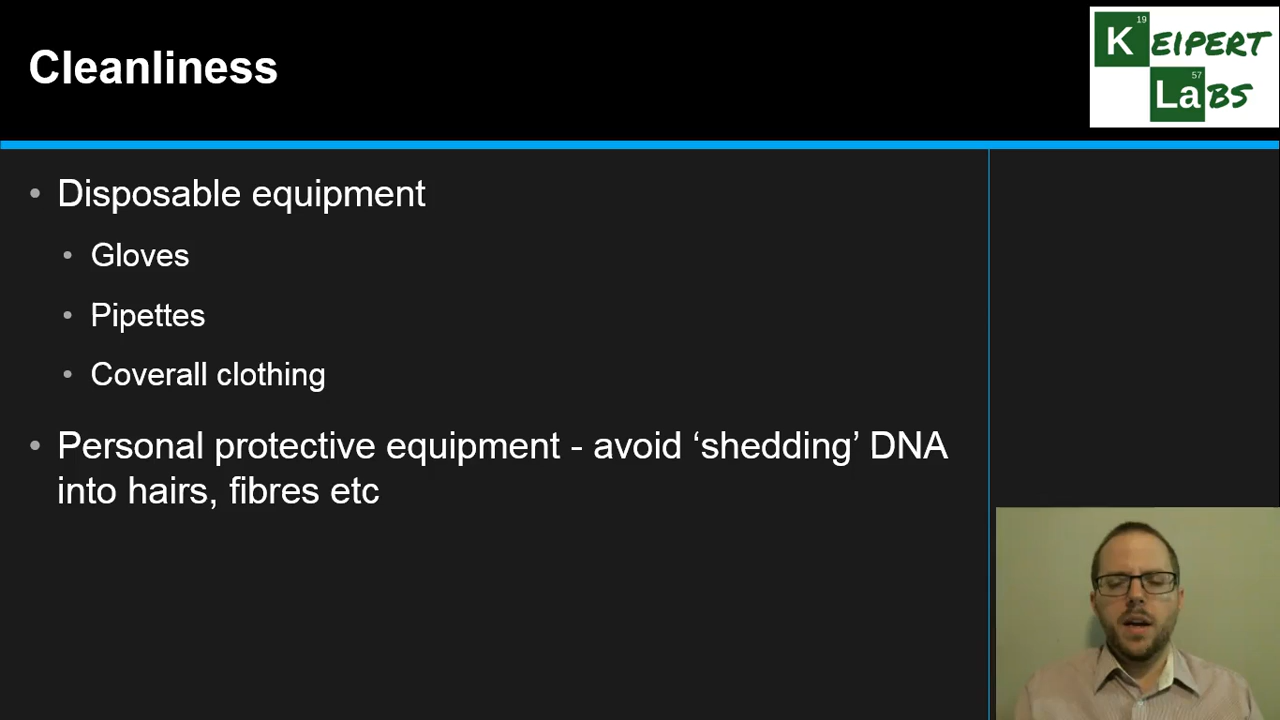 Cleanliness
19
KEIPERT
57
LaBS
• Disposable equipment
• Gloves
• Pipettes
• Coverall clothing
• Personal protective equipment - avoid ‘shedding’ DNA
into hairs, fibres etc